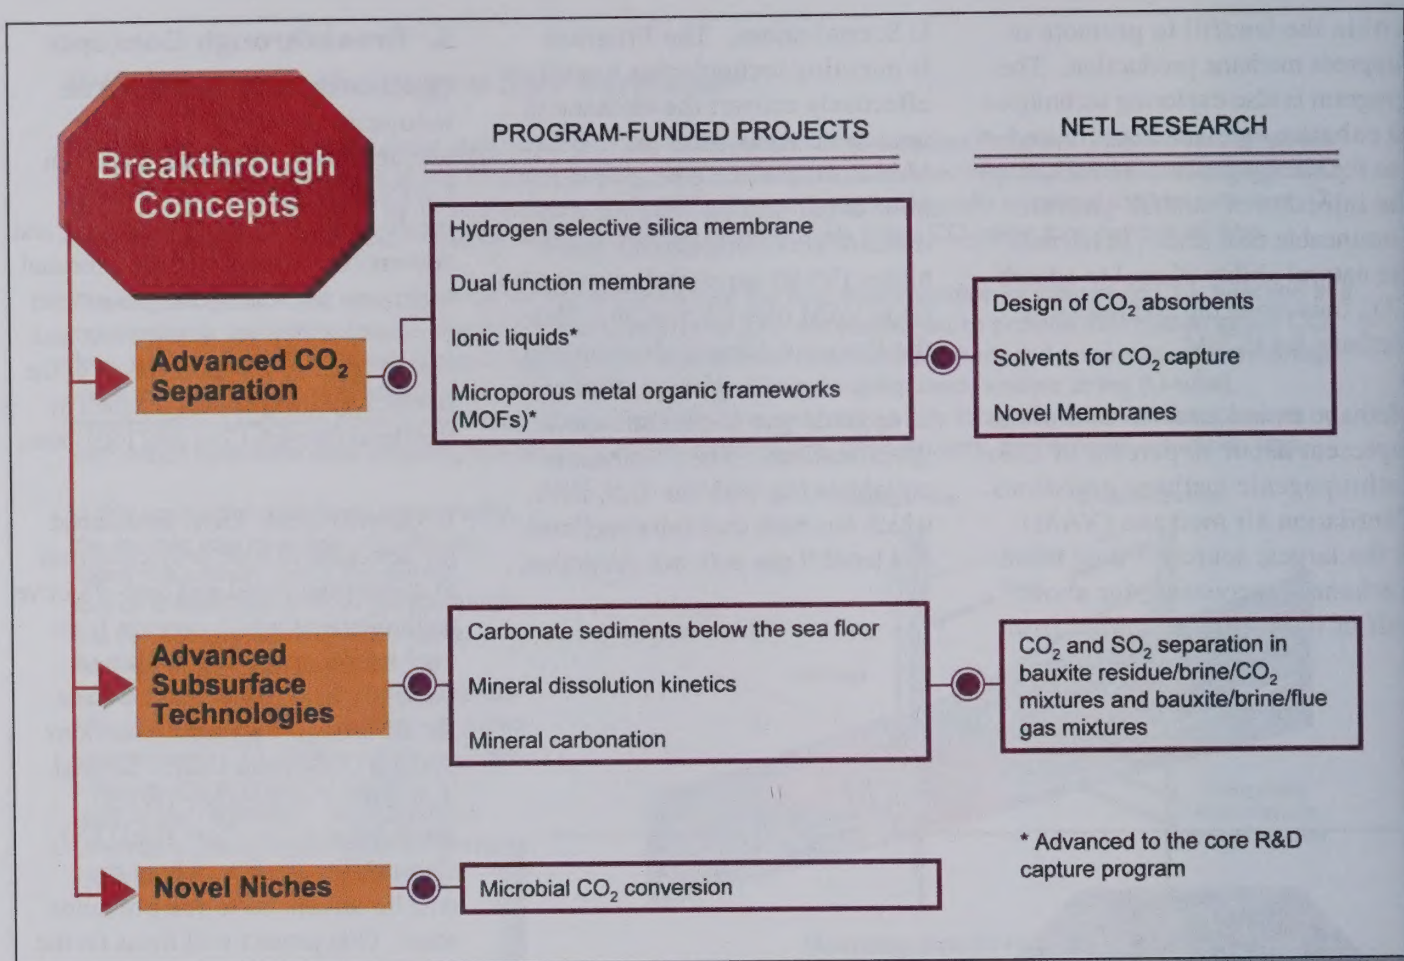 Breakthrough
Concepts
PROGRAM-FUNDED PROJECTS
NETL RESEARCH
Advanced CO₂
Separation
Hydrogen selective silica membrane
Dual function membrane
Ionic liquids*
Microporous metal organic frameworks
(MOFs)*
Design of CO₂ absorbents
Solvents for CO₂ capture
Novel Membranes
Advanced
Subsurface
Technologies
Carbonate sediments below the sea floor
Mineral dissolution kinetics
Mineral carbonation
CO₂ and SO₂ separation in
bauxite residue/brine/CO₂
mixtures and bauxite/brine/flue
gas mixtures
Novel Niches
Microbial CO₂ conversion
* Advanced to the core R&D
capture program